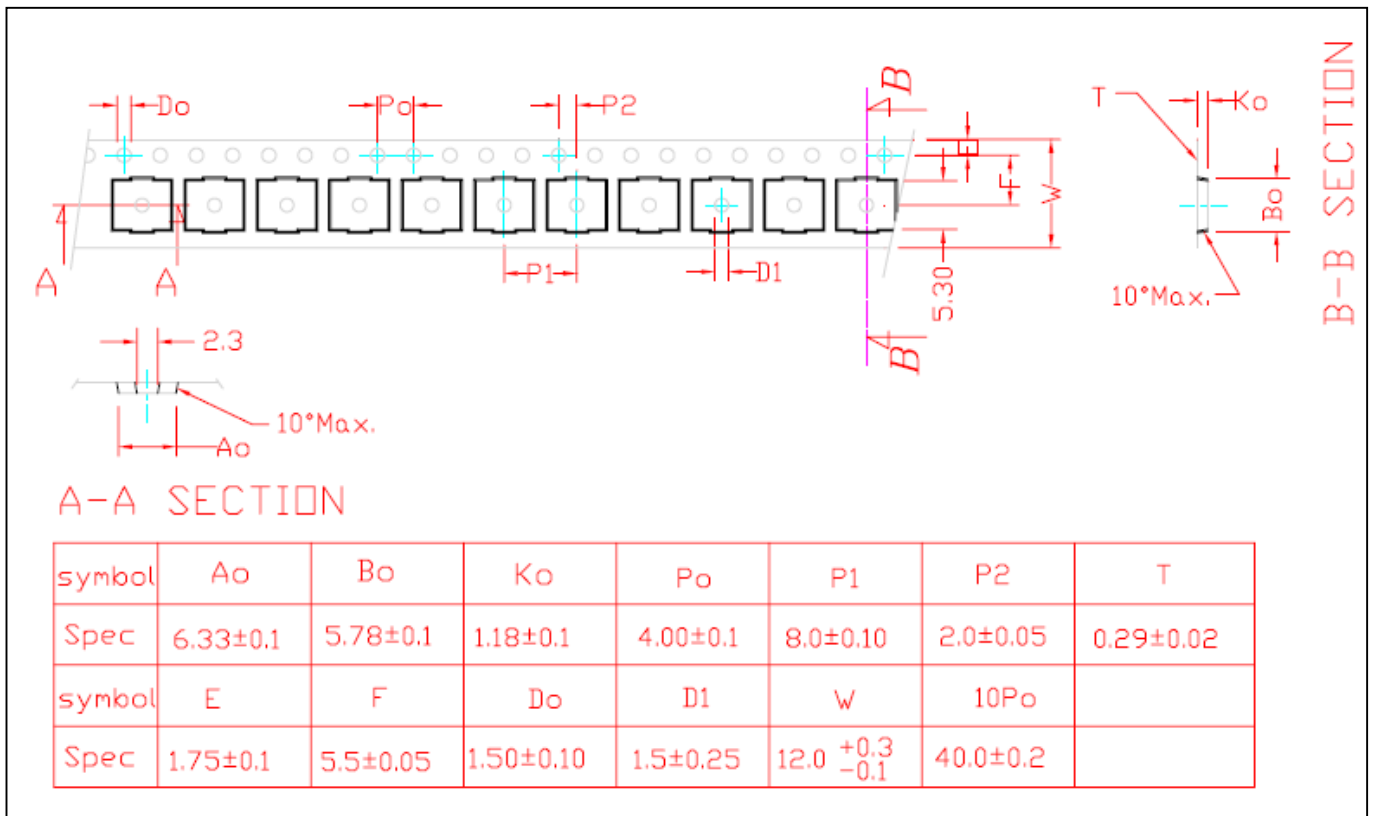 Do
Po
P2
B
E
F
W
T
Ko
Bo
10°Max.
B-B SECTION
A
A
P1
D1
5.30
B
2.3
10°Max.
Ao
A-A SECTION
symbol Ao Bo Ko Po P1 P2 T
Spec 6.33±0.1 5.78±0.1 1.18±0.1 4.00±0.1 8.0±0.10 2.0±0.05 0.29±0.02
symbol E F Do D1 W 10Po
Spec 1.75±0.1 5.5±0.05 1.50±0.10 1.5±0.25 12.0 +0.3 -0.1 40.0±0.2